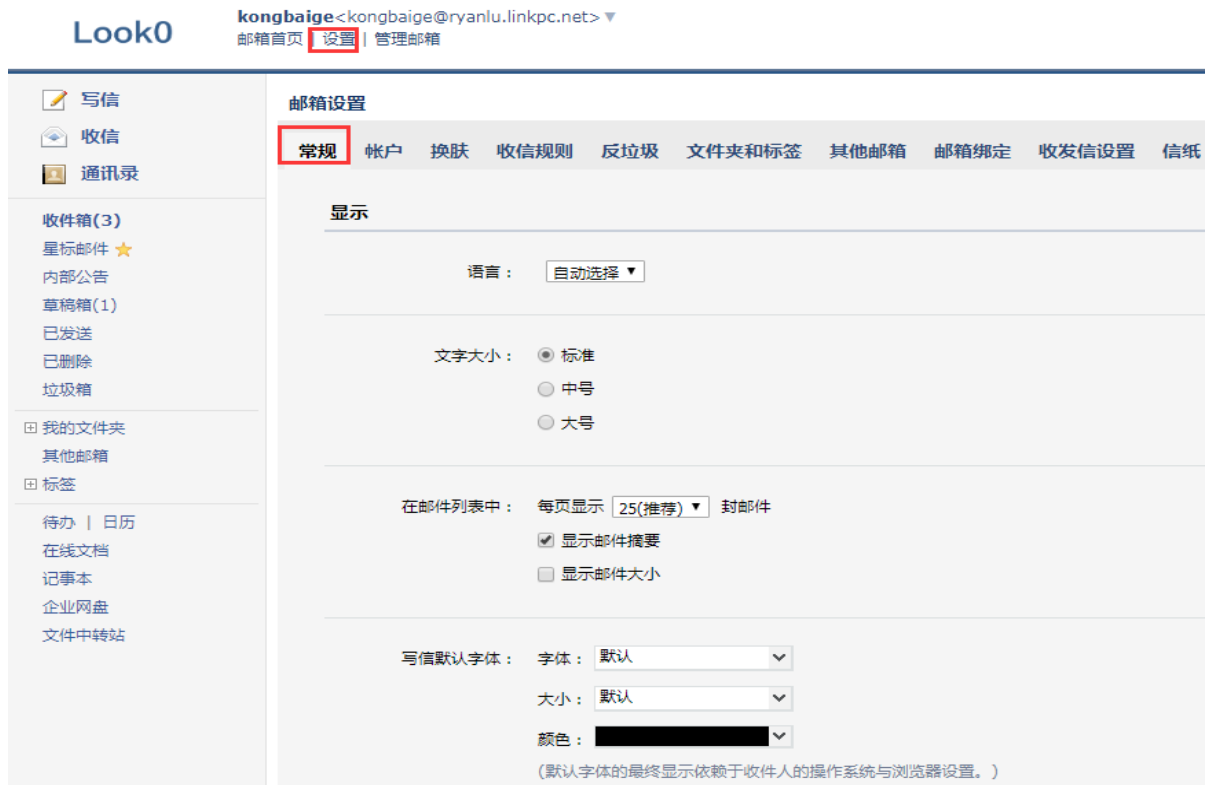 Look0
kongbaige<kongbaige@ryanlu.linkpc.net>
邮箱首页 | 设置 | 管理邮箱
写信
收信
通讯录
收件箱(3)
星标邮件
内部公告
草稿箱(1)
已发送
已删除
垃圾箱
我的文件夹
其他邮箱
标签
待办 | 日历
在线文档
记事本
企业网盘
文件中转站
邮箱设置
常规 帐户 换肤 收信规则 反垃圾 文件夹和标签 其他邮箱 邮箱绑定 收发信设置 信纸
显示
语言： 自动选择
文字大小： 标准
中号
大号
在邮件列表中： 每页显示 25(推荐) 封邮件
显示邮件摘要
显示邮件大小
写信默认字体： 字体： 默认
大小： 默认
颜色：
(默认字体的最终显示依赖于收件人的操作系统与浏览器设置。)